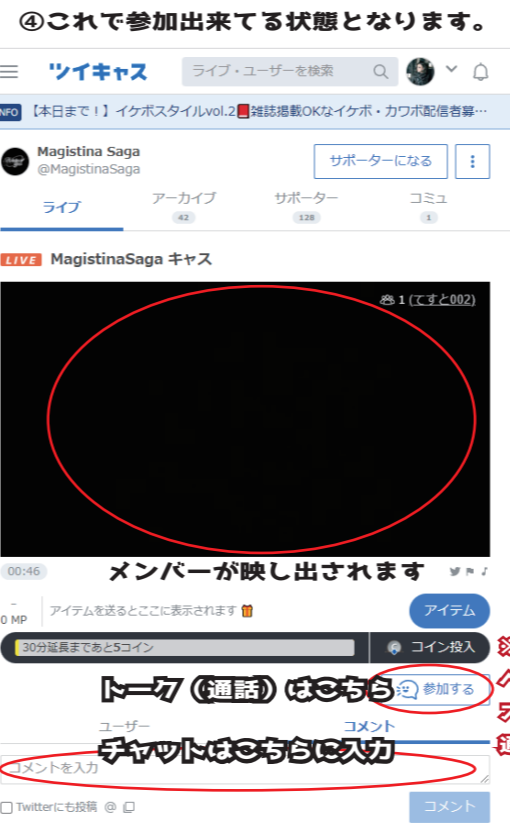 ④これで参加出来てる状態となります。
ツイキャス
ライブ・ユーザーを検索
【本日まで！】イケボスタイルvol.2📕雑誌掲載OKなイケボ・カワボ配信者募…
Magistina Saga
@MagistinaSaga
サポーターになる
ライブ
アーカイブ
42
サポーター
128
コミュ
1
LIVE MagistinaSaga キャス
1 (てすと002)
00:46
メンバーが映し出されます
0 MP
アイテムを送るとここに表示されます
アイテム
30分延長まであと5コイン
コイン投入
トーク（通話）はこちら
参加する
ユーザー
コメント
チャットはこちらに入力
コメントを入力
Twitterにも投稿 @
コメント